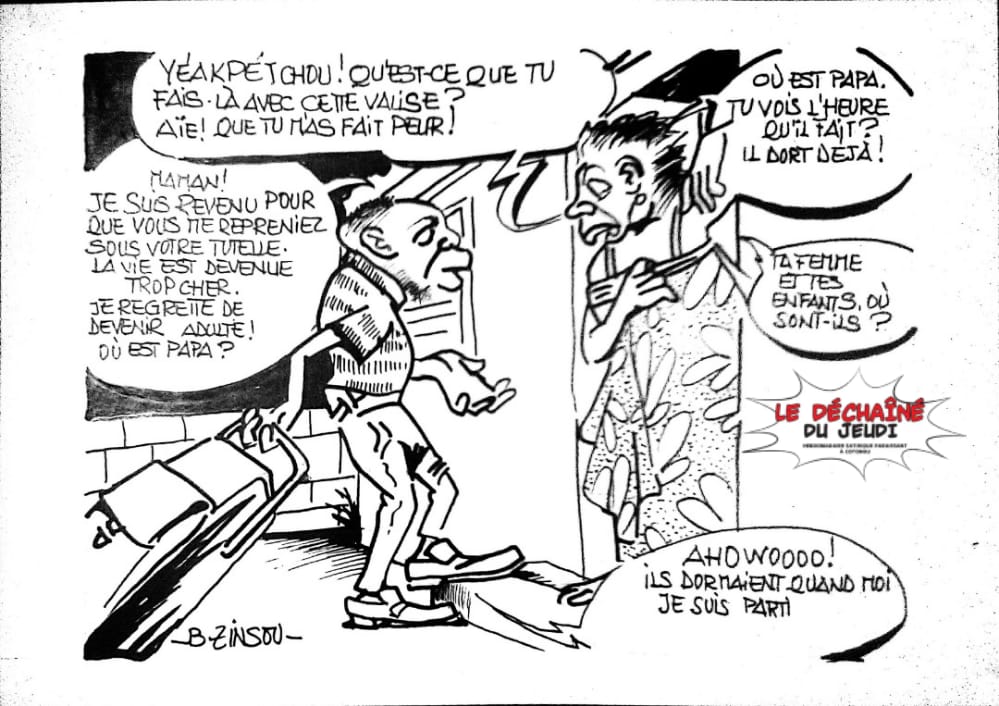 YÉAKPÉTCHOU! QU'EST-CE QUE TU
FAIS-LÀ AVEC CETTE VALISE?
AÏE! QUE TU M'AS FAIT PEUR!
MAMAN!
JE SUIS REVENU POUR
QUE VOUS ME REPRENIEZ
SOUS VOTRE TUTELLE.
LA VIE EST DEVENUE
TROP CHER.
JE REGRETTE DE
DEVENIR ADULTE!
OÙ EST PAPA?
OÙ EST PAPA.
TU VOIS L'HEURE
QU'IL FAIT?
IL DORT DÉJÀ!
TA FEMME
ET TES
ENFANTS, OÙ
SONT-ILS?
LE DÉCHAÎNÉ
DU JEUDI
HEBDOMADAIRE SATIRIQUE PARAISSANT
À COTONOU
AHOWOOOO!
ILS DORMAIENT QUAND MOI
JE SUIS PARTI
B-ZINSOU